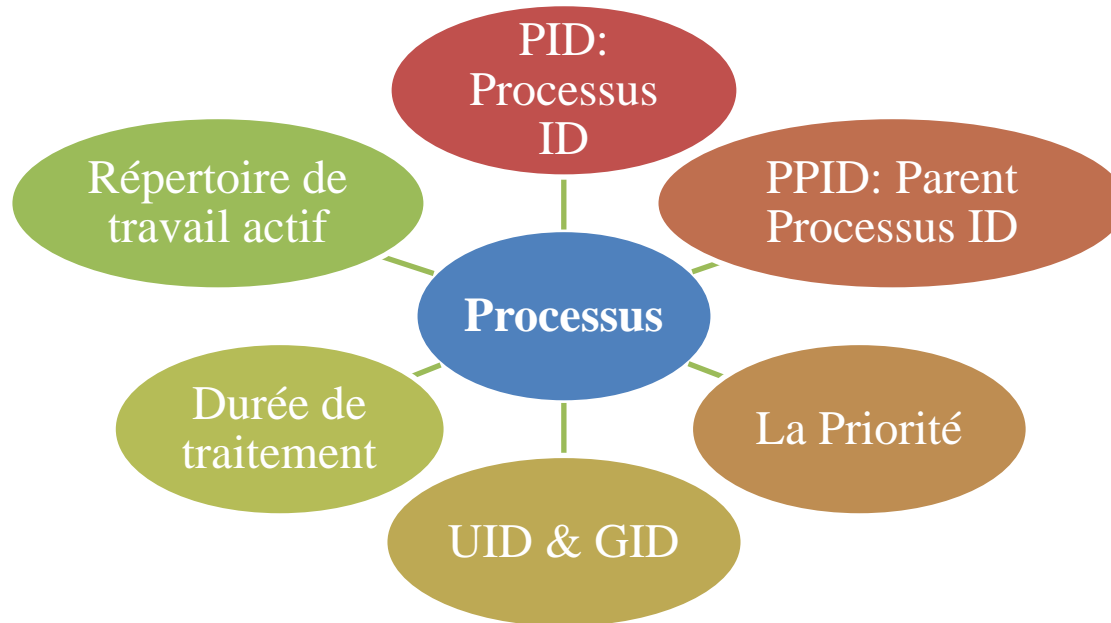 PID:
Processus
ID
PPID: Parent
Processus ID
La Priorité
UID & GID
Durée de
traitement
Répertoire de
travail actif
Processus